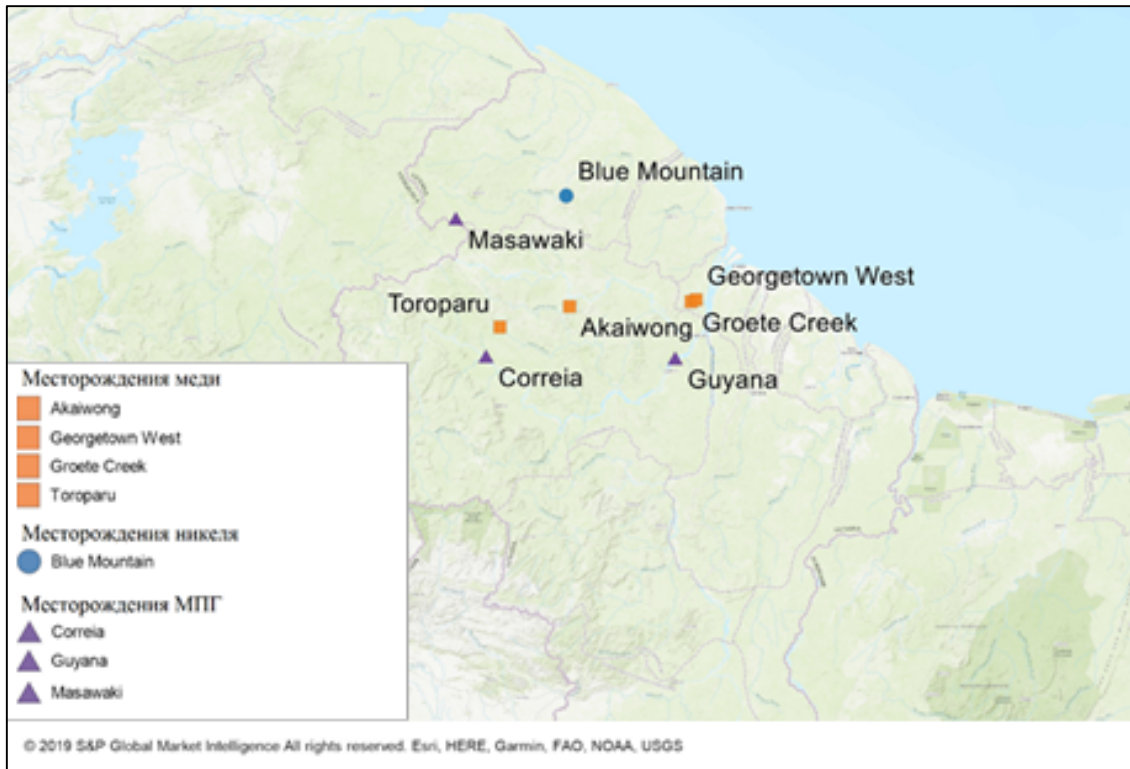 Blue Mountain
Masawaki
Georgetown West
Toroparu
Akaiwong
Groete Creek
Correia
Guyana
Месторождения меди
Akaiwong
Georgetown West
Groete Creek
Toroparu
Месторождения никеля
Blue Mountain
Месторождения МПГ
Correia
Guyana
Masawaki
© 2019 S&P Global Market Intelligence All rights reserved. Esri, HERE, Garmin, FAO, NOAA, USGS